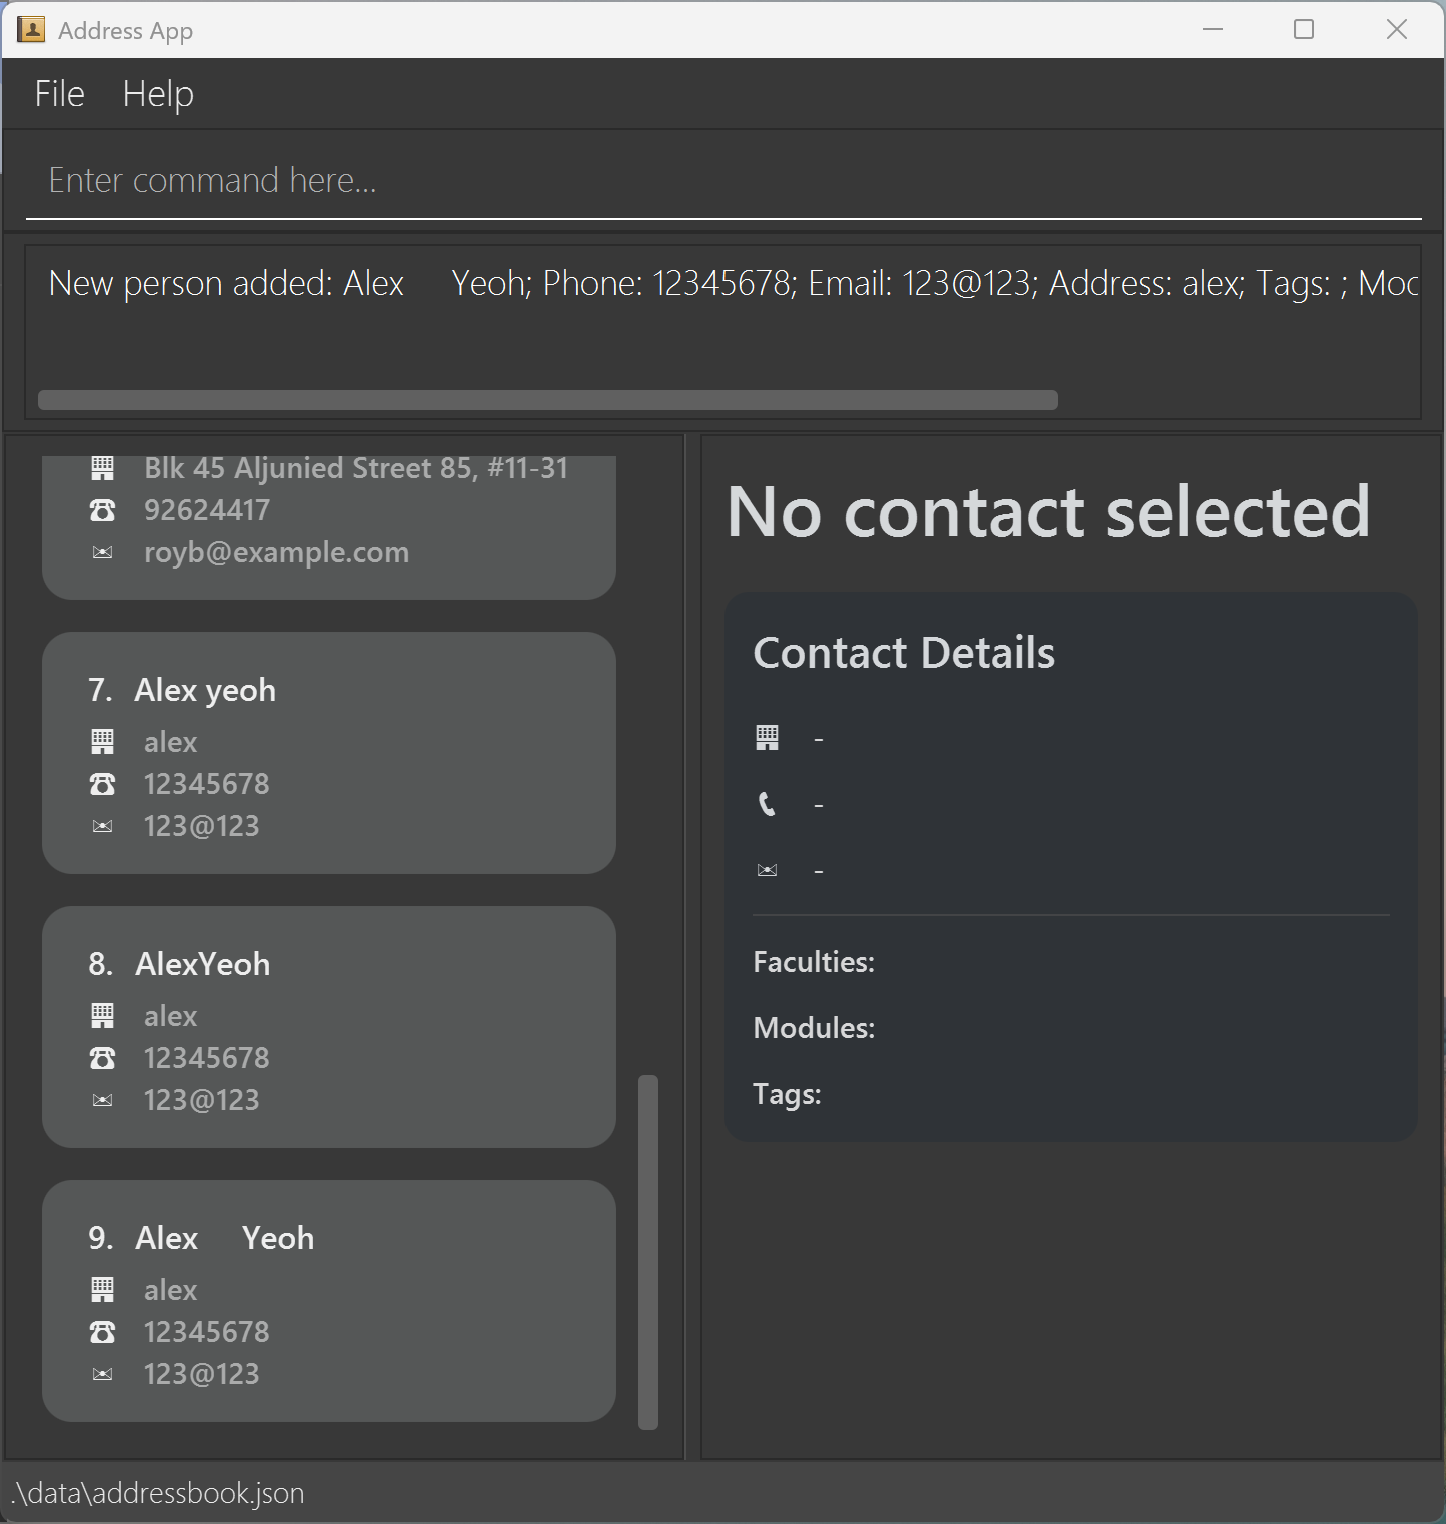 Address App
File Help
Enter command here...
New person added: Alex     Yeoh; Phone: 12345678; Email: 123@123; Address: alex; Tags: ; Moc
Blk 45 Aljunied Street 85, #11-31
92624417
royb@example.com
7. Alex yeoh
alex
12345678
123@123
8. AlexYeoh
alex
12345678
123@123
9. Alex     Yeoh
alex
12345678
123@123
No contact selected
Contact Details
-
-
-
Faculties:
Modules:
Tags:
.\data\addressbook.json